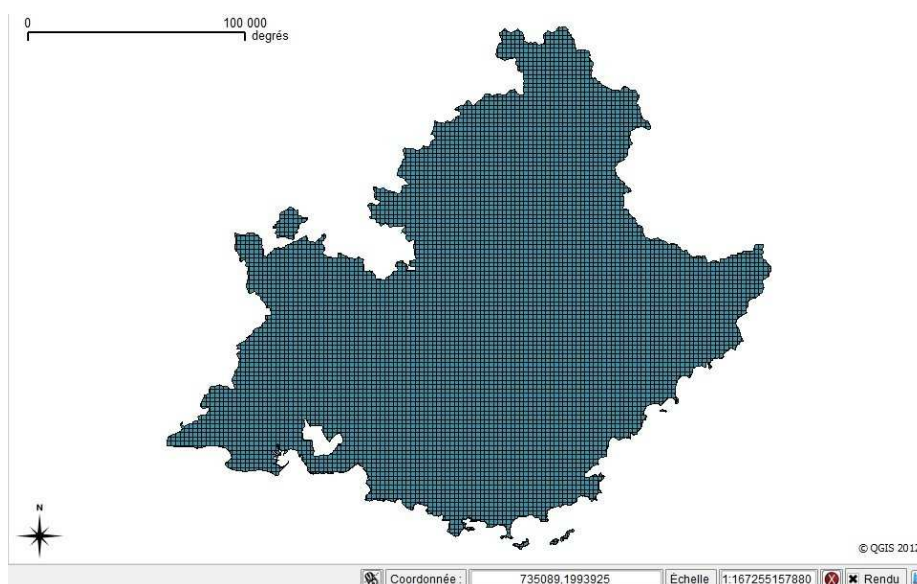 0 100 000
degrés
N
© QGIS 2012
Coordonnée : 735089,1993925 Échelle 1:167255157880 Rendu